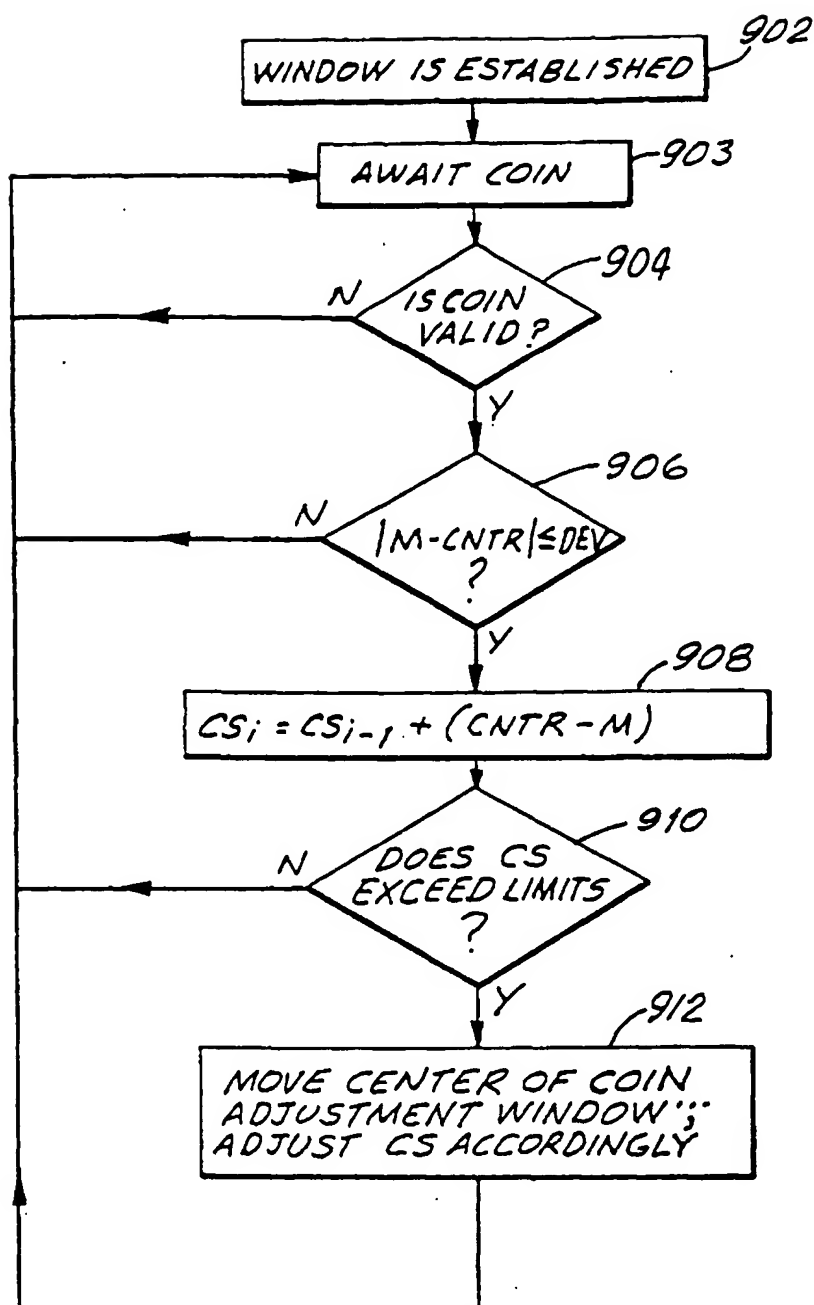 902
WINDOW IS ESTABLISHED
903
AWAIT COIN
904
N
IS COIN
VALID?
Y
906
N
|M-CNTR|≤DEV
?
Y
908
CSi = CSi-1 + (CNTR-M)
910
N
DOES CS
EXCEED LIMITS
?
Y
912
MOVE CENTER OF COIN
ADJUSTMENT WINDOW;
ADJUST CS ACCORDINGLY